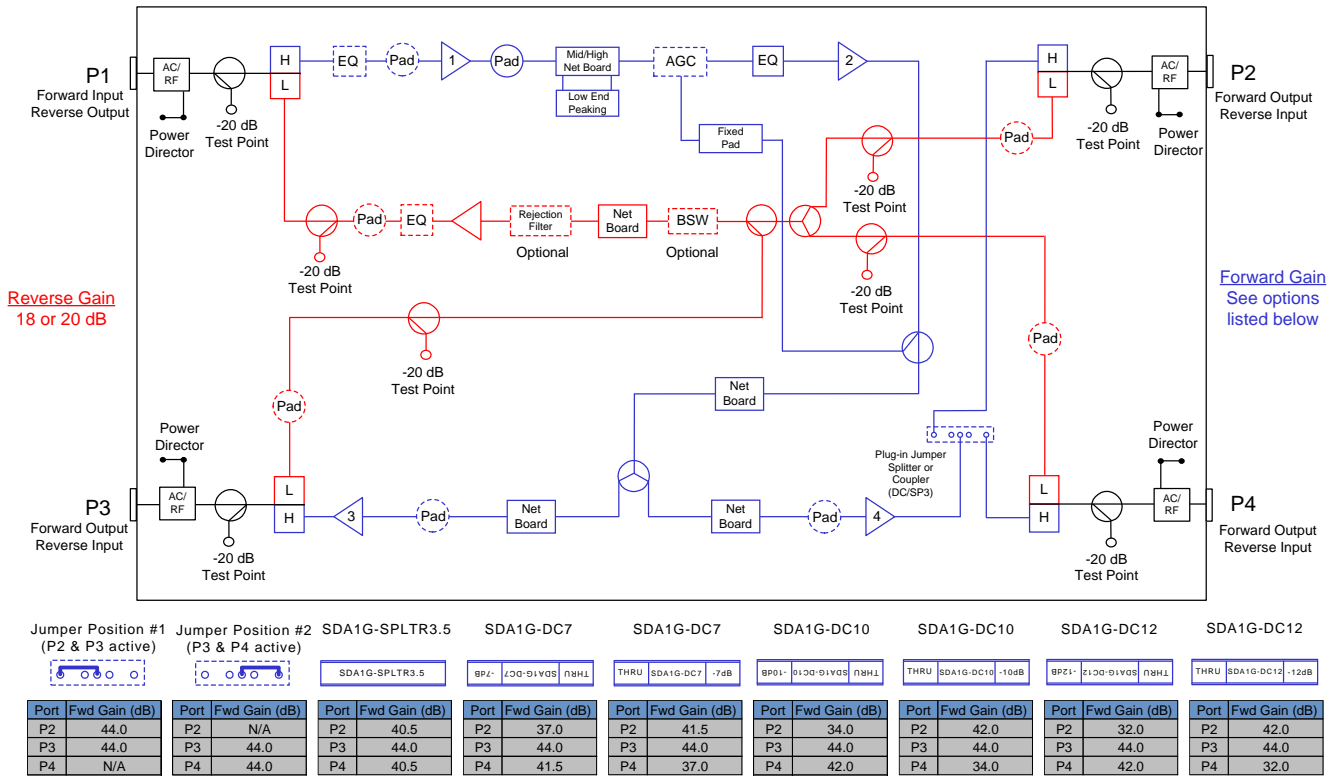 P1
Forward Input
Reverse Output
AC/
RF
Power
Director
-20 dB
Test Point
H
L
EQ
Pad
1
Pad
Mid/High
Net Board
Low End
Peaking
AGC
EQ
2
Fixed
Pad
H
L
AC/
RF
P2
Forward Output
Reverse Input
-20 dB
Test Point
Power
Director
Pad
-20 dB
Test Point
-20 dB
Test Point
Pad
EQ
Rejection
Filter
Optional
Net
Board
BSW
Optional
-20 dB
Test Point
Reverse Gain
18 or 20 dB
Forward Gain
See options
listed below
-20 dB
Test Point
Pad
Pad
Net
Board
Plug-in Jumper
Splitter or
Coupler
(DC/SP3)
Power
Director
AC/
RF
P3
Forward Output
Reverse Input
-20 dB
Test Point
L
H
3
Pad
Net
Board
Net
Board
Pad
4
L
H
-20 dB
Test Point
Power
Director
AC/
RF
P4
Forward Output
Reverse Input
Jumper Position #1
(P2 & P3 active)
Port Fwd Gain (dB)
P2 44.0
P3 44.0
P4 N/A
Jumper Position #2
(P3 & P4 active)
Port Fwd Gain (dB)
P2 N/A
P3 44.0
P4 44.0
SDA1G-SPLTR3.5
SDA1G-SPLTR3.5
Port Fwd Gain (dB)
P2 40.5
P3 44.0
P4 40.5
SDA1G-DC7
-7dB SDA1G-DC7 THRU
Port Fwd Gain (dB)
P2 37.0
P3 44.0
P4 41.5
SDA1G-DC7
THRU SDA1G-DC7 -7dB
Port Fwd Gain (dB)
P2 41.5
P3 44.0
P4 37.0
SDA1G-DC10
-10dB SDA1G-DC10 THRU
Port Fwd Gain (dB)
P2 34.0
P3 44.0
P4 42.0
SDA1G-DC10
THRU SDA1G-DC10 -10dB
Port Fwd Gain (dB)
P2 42.0
P3 44.0
P4 34.0
SDA1G-DC12
-12dB SDA1G-DC12 THRU
Port Fwd Gain (dB)
P2 32.0
P3 44.0
P4 42.0
SDA1G-DC12
THRU SDA1G-DC12 -12dB
Port Fwd Gain (dB)
P2 42.0
P3 44.0
P4 32.0